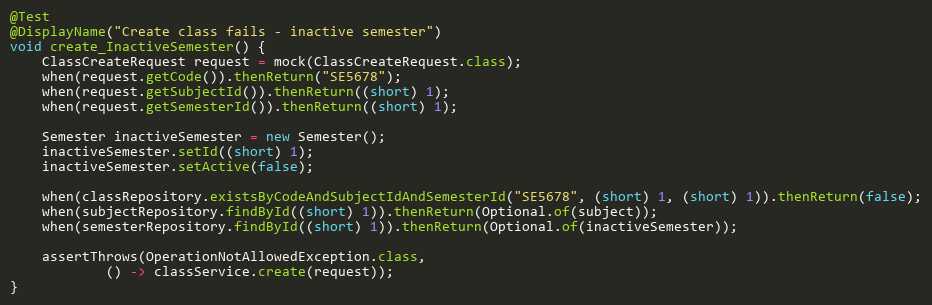 @Test
@DisplayName("Create class fails - inactive semester")
void create_InactiveSemester() {
    ClassCreateRequest request = mock(ClassCreateRequest.class);
    when(request.getCode()).thenReturn("SE5678");
    when(request.getSubjectId()).thenReturn((short) 1);
    when(request.getSemesterId()).thenReturn((short) 1);

    Semester inactiveSemester = new Semester();
    inactiveSemester.setId((short) 1);
    inactiveSemester.setActive(false);

    when(classRepository.existsByCodeAndSubjectIdAndSemesterId("SE5678", (short) 1, (short) 1)).thenReturn(false);
    when(subjectRepository.findById((short) 1)).thenReturn(Optional.of(subject));
    when(semesterRepository.findById((short) 1)).thenReturn(Optional.of(inactiveSemester));

    assertThrows(OperationNotAllowedException.class,
            () -> classService.create(request));
}